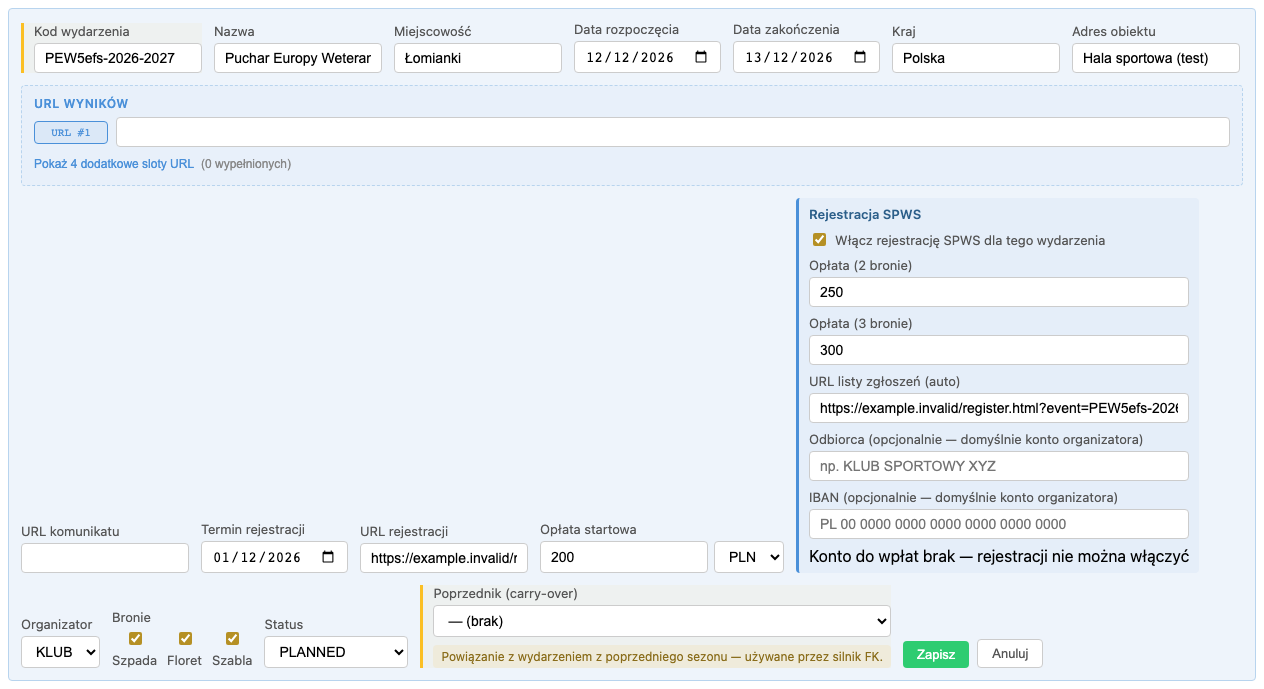 Kod wydarzenia
PEW5efs-2026-2027
Nazwa
Puchar Europy Weterar
Miejscowość
Łomianki
Data rozpoczęcia
12/12/2026
Data zakończenia
13/12/2026
Kraj
Polska
Adres obiektu
Hala sportowa (test)
URL WYNIKÓW
URL #1
Pokaż 4 dodatkowe sloty URL (0 wypełnionych)
Rejestracja SPWS
Włącz rejestrację SPWS dla tego wydarzenia
Opłata (2 bronie)
250
Opłata (3 bronie)
300
URL listy zgłoszeń (auto)
https://example.invalid/register.html?event=PEW5efs-2026
Odbiorca (opcjonalnie — domyślnie konto organizatora)
np. KLUB SPORTOWY XYZ
IBAN (opcjonalnie — domyślnie konto organizatora)
PL 00 0000 0000 0000 0000 0000 0000
Konto do wpłat brak — rejestracji nie można włączyć
URL komunikatu
Termin rejestracji
01/12/2026
URL rejestracji
https://example.invalid/r
Opłata startowa
200
PLN
Organizator
KLUB
Bronie
Szpada
Floret
Szabla
Status
PLANNED
Poprzednik (carry-over)
— (brak)
Powiązanie z wydarzeniem z poprzedniego sezonu — używane przez silnik FK.
Zapisz
Anuluj